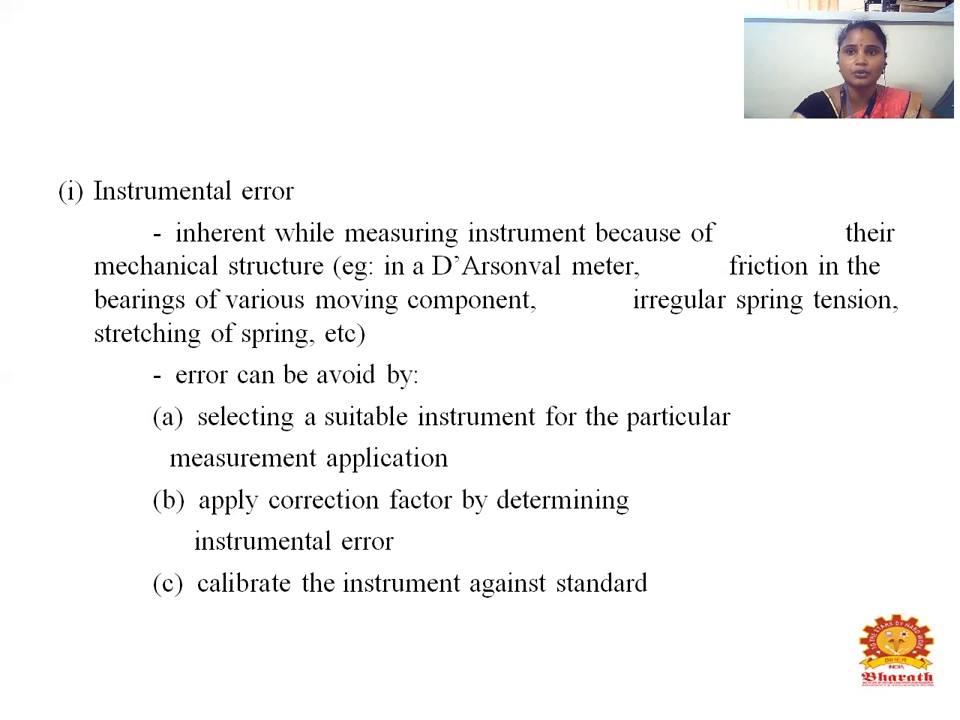 (i) Instrumental error
- inherent while measuring instrument because of their
mechanical structure (eg: in a D’Arsonval meter, friction in the
bearings of various moving component, irregular spring tension,
stretching of spring, etc)
- error can be avoid by:
(a) selecting a suitable instrument for the particular
measurement application
(b) apply correction factor by determining
instrumental error
(c) calibrate the instrument against standard
BIHER
INDIA
Bharath